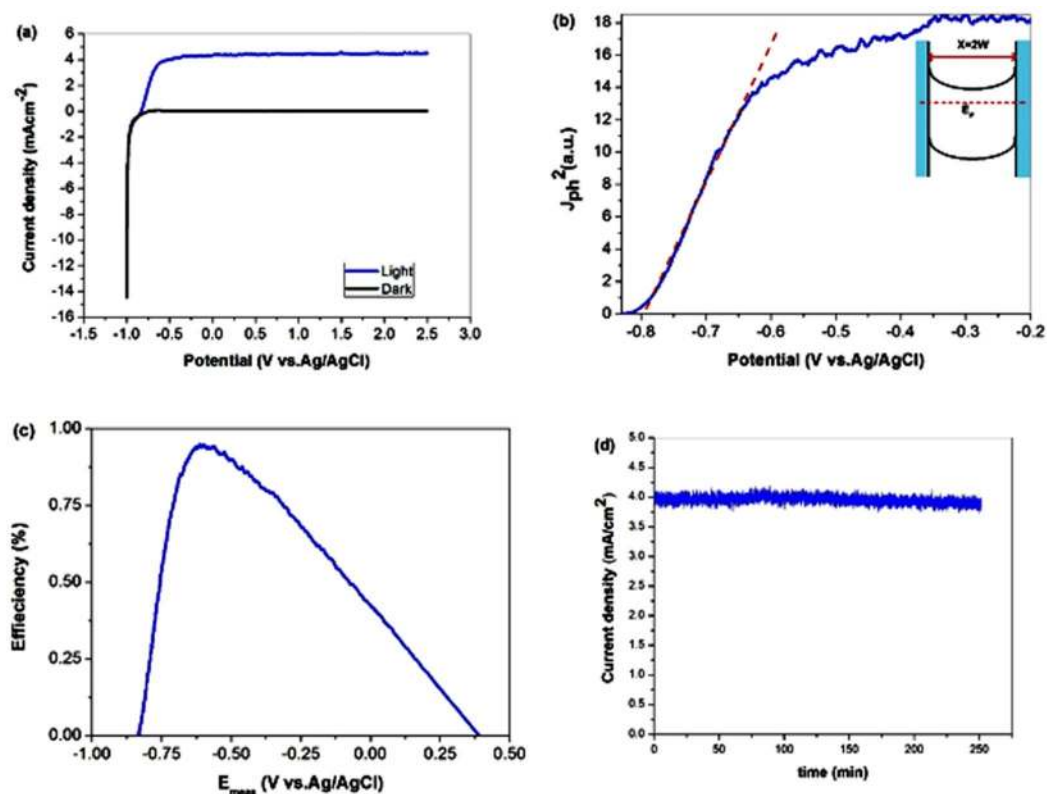 (a)
6
4
2
0
-2
-4
-6
-8
-10
-12
-14
-16
Current density (mAcm-2)
Light
Dark
-1.5 -1.0 -0.5 0.0 0.5 1.0 1.5 2.0 2.5 3.0
Potential (V vs.Ag/AgCl)
(b)
18
16
14
12
10
8
6
4
2
0
Jph2(a.u.)
X=2W
EF
-0.8 -0.7 -0.6 -0.5 -0.4 -0.3 -0.2
Potential (V vs.Ag/AgCl)
(c)
1.00
0.75
0.50
0.25
0.00
Effieciency (%)
-1.00 -0.75 -0.50 -0.25 0.00 0.25 0.50
Emeas (V vs.Ag/AgCl)
(d)
5.0
4.5
4.0
3.5
3.0
2.5
2.0
1.5
1.0
0.5
0.0
Current density (mA/cm2)
0 50 100 150 200 250
time (min)